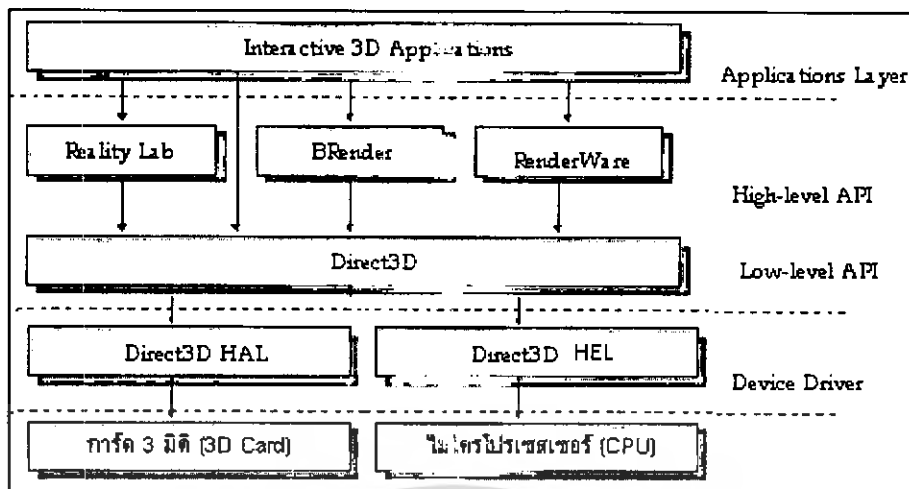 Interactive 3D Applications
Applications Layer
Reality Lab
BRender
RenderWare
High-level API
Direct3D
Low-level API
Direct3D HAL
Direct3D HEL
Device Driver
การ์ด 3 มิติ (3D Card)
ไมโครโปรเซสเซอร์ (CPU)